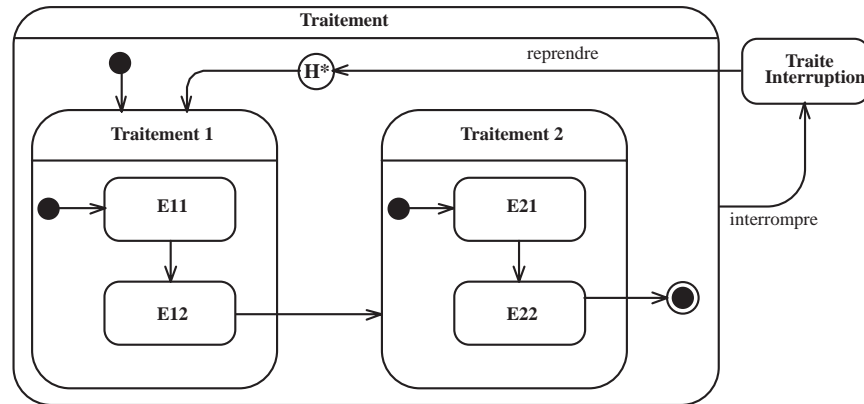 Traitement
reprendre
Traite
Interruption
H*
Traitement 1
Traitement 2
E11
E21
interrompre
E12
E22